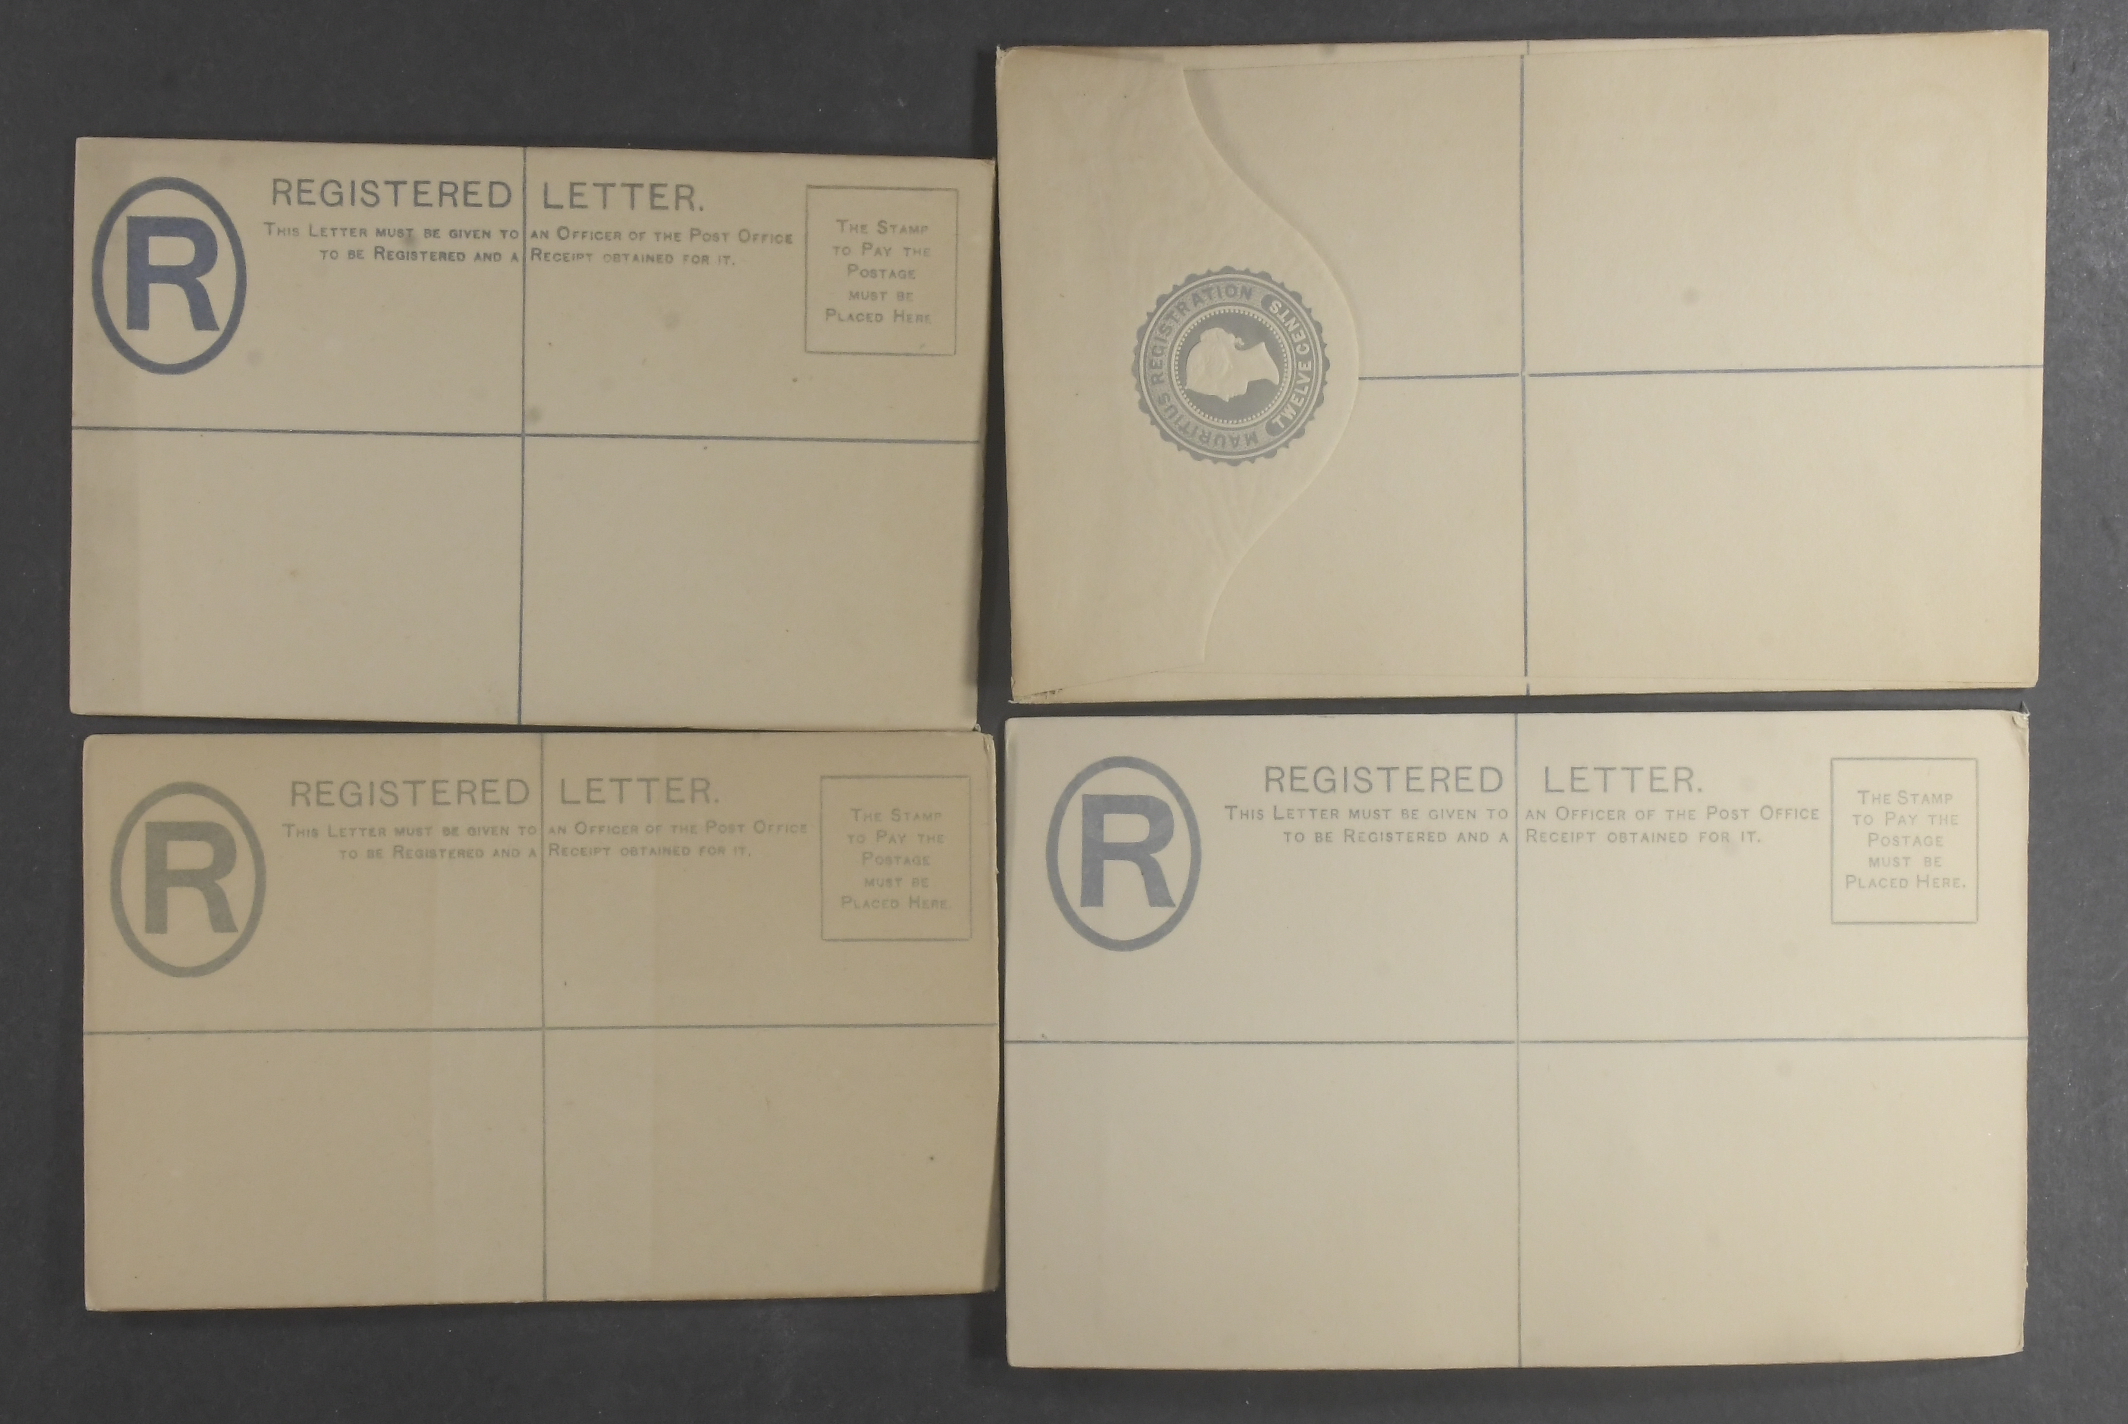 R
REGISTERED LETTER.
THIS LETTER MUST BE GIVEN TO AN OFFICER OF THE POST OFFICE
TO BE REGISTERED AND A RECEIPT OBTAINED FOR IT.
THE STAMP
TO PAY THE
POSTAGE
MUST BE
PLACED HERE
MAURITIUS REGISTRATION
TWELVE CENTS
R
REGISTERED LETTER.
THIS LETTER MUST BE GIVEN TO AN OFFICER OF THE POST OFFICE
TO BE REGISTERED AND A RECEIPT OBTAINED FOR IT.
THE STAMP
TO PAY THE
POSTAGE
MUST BE
PLACED HERE.
R
REGISTERED LETTER.
THIS LETTER MUST BE GIVEN TO AN OFFICER OF THE POST OFFICE
TO BE REGISTERED AND A RECEIPT OBTAINED FOR IT.
THE STAMP
TO PAY THE
POSTAGE
MUST BE
PLACED HERE.